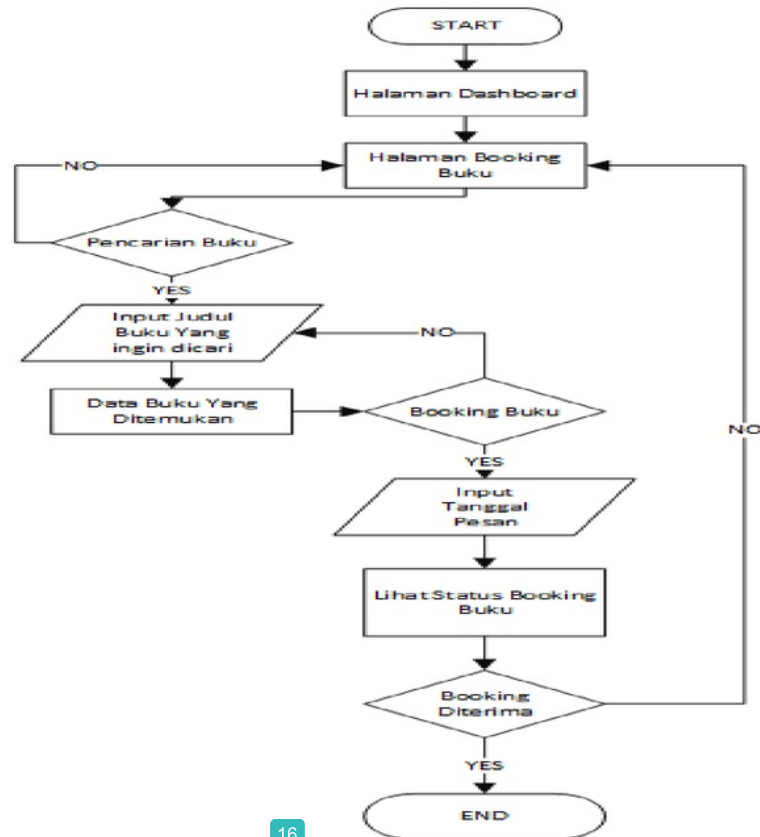 START
Halaman Dashboard
Halaman Booking
Buku
NO
Pencarian Buku
YES
Input Judul
Buku Yang
ingin dicari
NO
Data Buku Yang
Ditemukan
Booking Buku
NO
YES
Input
Tanggal
Pesan
Lihat Status Booking
Buku
Booking
Diterima
YES
END
16